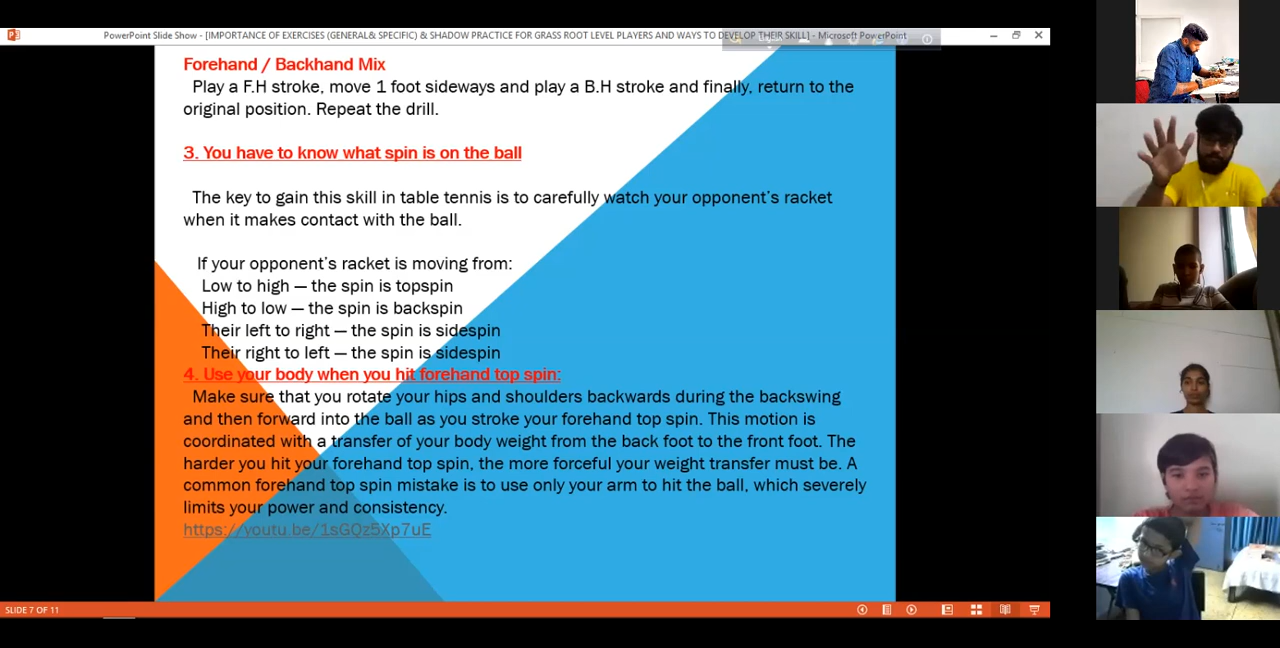 PowerPoint Slide Show - [IMPORTANCE OF EXERCISES (GENERAL& SPECIFIC) & SHADOW PRACTICE FOR GRASS ROOT LEVEL PLAYERS AND WAYS TO DEVELOP THEIR SKILL] - Microsoft PowerPoint
Forehand / Backhand Mix
Play a F.H stroke, move 1 foot sideways and play a B.H stroke and finally, return to the
original position. Repeat the drill.
3. You have to know what spin is on the ball
The key to gain this skill in table tennis is to carefully watch your opponent's racket
when it makes contact with the ball.
If your opponent's racket is moving from:
Low to high — the spin is topspin
High to low — the spin is backspin
Their left to right — the spin is sidespin
Their right to left — the spin is sidespin
4. Use your body when you hit forehand top spin:
Make sure that you rotate your hips and shoulders backwards during the backswing
and then forward into the ball as you stroke your forehand top spin. This motion is
coordinated with a transfer of your body weight from the back foot to the front foot. The
harder you hit your forehand top spin, the more forceful your weight transfer must be. A
common forehand top spin mistake is to use only your arm to hit the ball, which severely
limits your power and consistency.
https://youtu.be/1sGQz5Xp7uE
SLIDE 7 OF 11